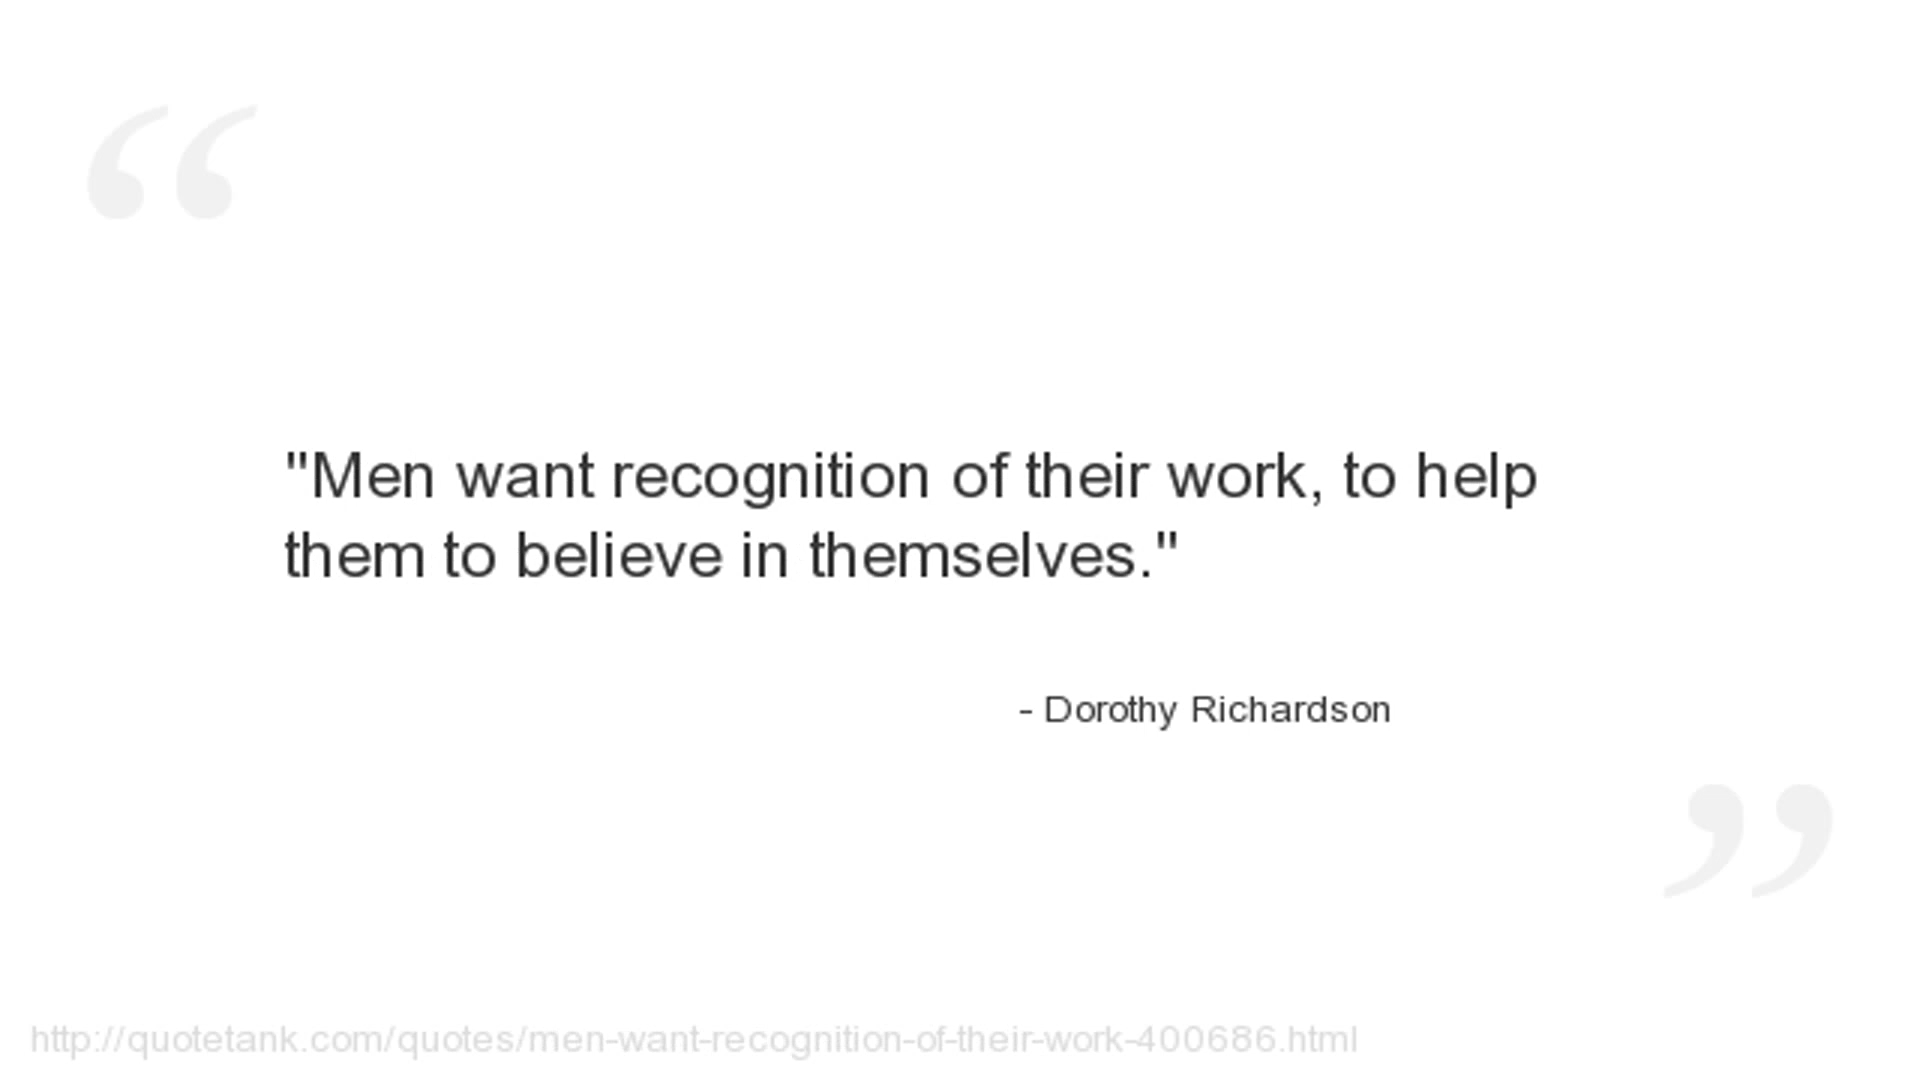 "Men want recognition of their work, to help
them to believe in themselves."
- Dorothy Richardson
http://quotetank.com/quotes/men-want-recognition-of-their-work-400686.html